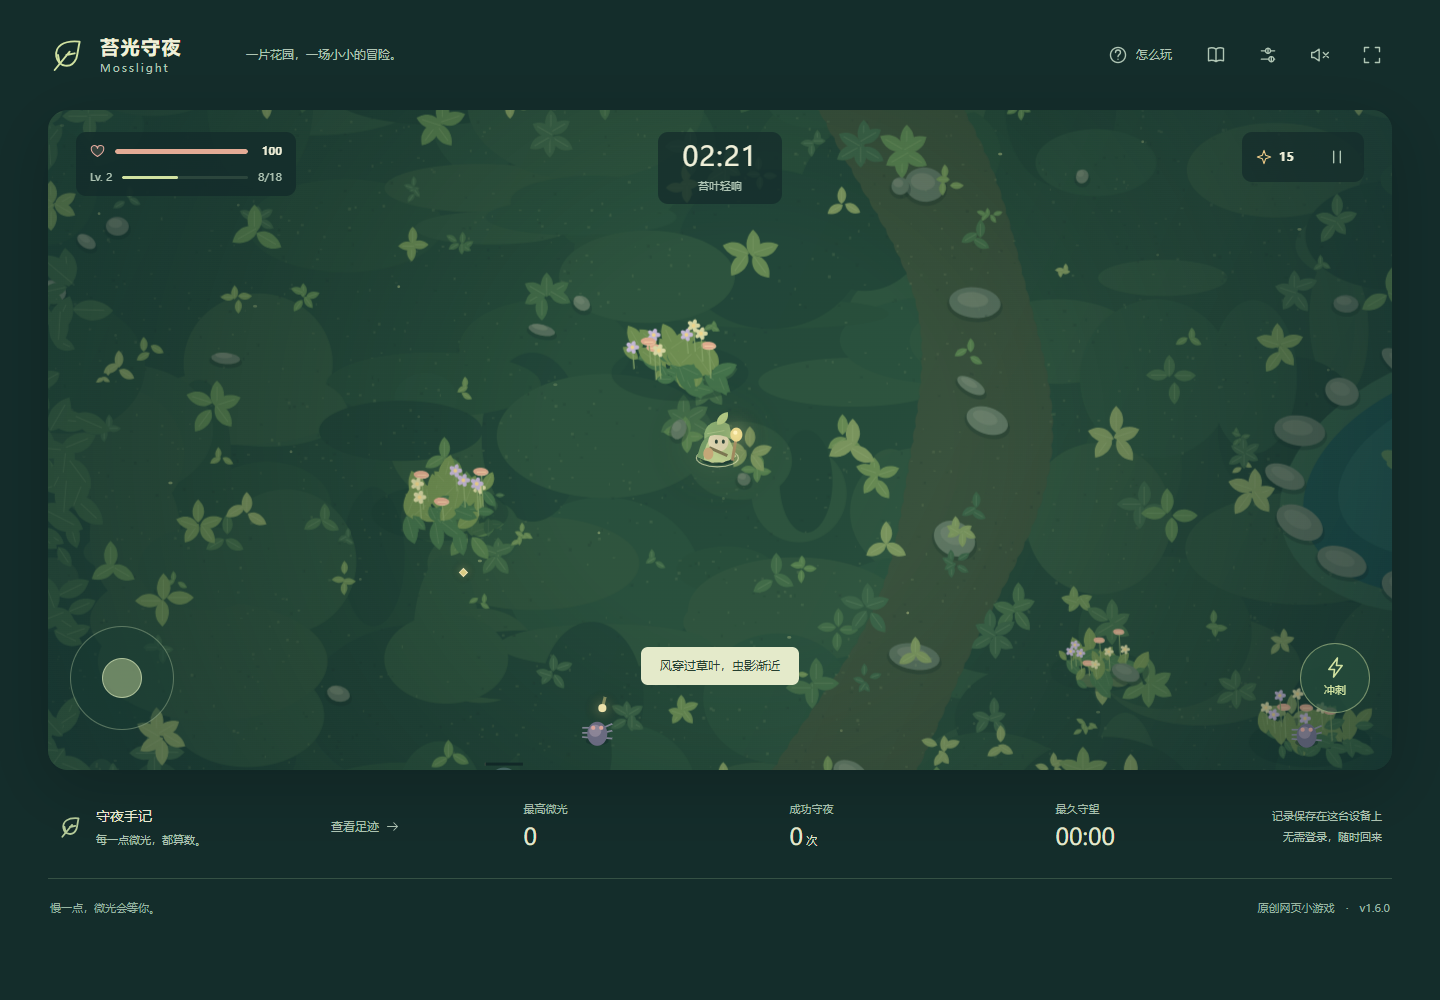 苔光守夜
Mosslight
一片花园，一场小小的冒险。
怎么玩
100
Lv. 2
8/18
02:21
苔叶轻响
15
风穿过草叶，虫影渐近
冲刺
守夜手记
每一点微光，都算数。
查看足迹 →
最高微光
0
成功守夜
0 次
最久守望
00:00
记录保存在这台设备上
无需登录，随时回来
慢一点，微光会等你。
原创网页小游戏 · v1.6.0